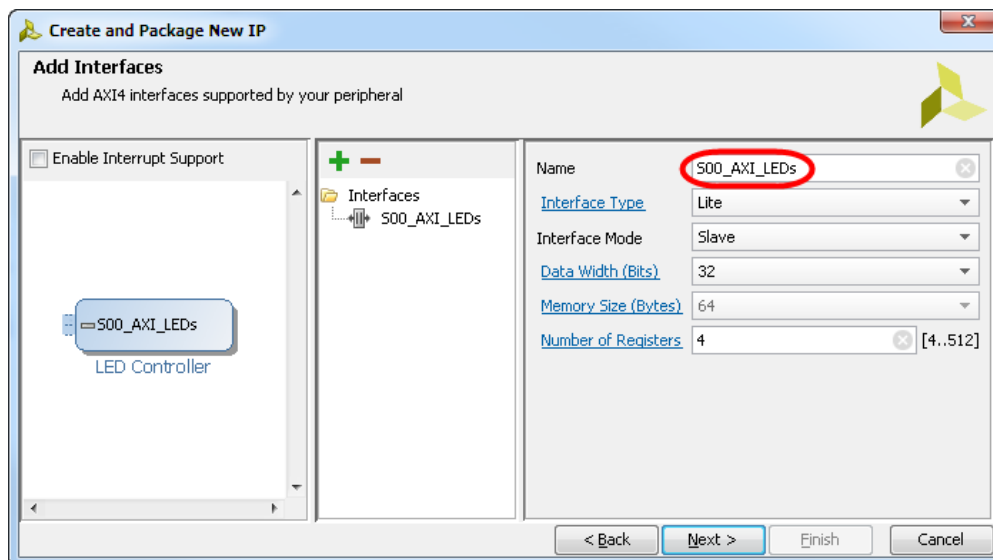 Create and Package New IP
Add Interfaces
Add AXI4 interfaces supported by your peripheral
Enable Interrupt Support
S00_AXI_LEDs
LED Controller
Interfaces
S00_AXI_LEDs
Name S00_AXI_LEDs
Interface Type Lite
Interface Mode Slave
Data Width (Bits) 32
Memory Size (Bytes) 64
Number of Registers 4 [4..512]
< Back Next > Finish Cancel